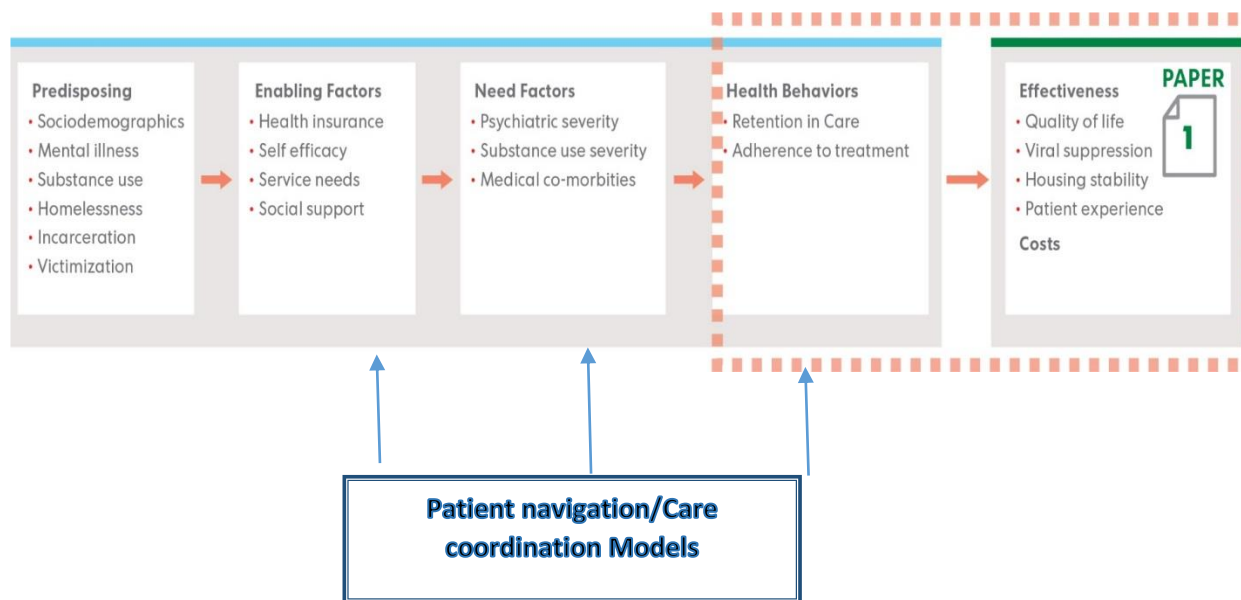 Predisposing
• Sociodemographics
• Mental illness
• Substance use
• Homelessness
• Incarceration
• Victimization
Enabling Factors
• Health insurance
• Self efficacy
• Service needs
• Social support
Need Factors
• Psychiatric severity
• Substance use severity
• Medical co-morbities
Health Behaviors
• Retention in Care
• Adherence to treatment
Effectiveness
• Quality of life
• Viral suppression
• Housing stability
• Patient experience
Costs
PAPER
1
Patient navigation/Care
coordination Models